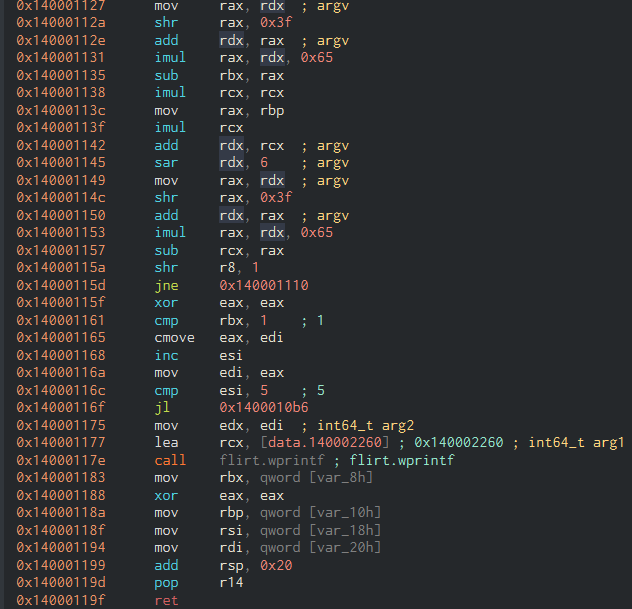 0x140001127 mov rax, rdx ; argv
0x14000112a shr rax, 0x3f
0x14000112e add rdx, rax ; argv
0x140001131 imul rax, rdx, 0x65
0x140001135 sub rbx, rax
0x140001138 imul rcx, rcx
0x14000113c mov rax, rbp
0x14000113f imul rcx
0x140001142 add rdx, rcx ; argv
0x140001145 sar rdx, 6 ; argv
0x140001149 mov rax, rdx ; argv
0x14000114c shr rax, 0x3f
0x140001150 add rdx, rax ; argv
0x140001153 imul rax, rdx, 0x65
0x140001157 sub rcx, rax
0x14000115a shr r8, 1
0x14000115d jne 0x140001110
0x14000115f xor eax, eax
0x140001161 cmp rbx, 1 ; 1
0x140001165 cmove eax, edi
0x140001168 inc esi
0x14000116a mov edi, eax
0x14000116c cmp esi, 5 ; 5
0x14000116f jl 0x1400010b6
0x140001175 mov edx, edi ; int64_t arg2
0x140001177 lea rcx, [data.140002260] ; 0x140002260 ; int64_t arg1
0x14000117e call flirt.wprintf ; flirt.wprintf
0x140001183 mov rbx, qword [var_8h]
0x140001188 xor eax, eax
0x14000118a mov rbp, qword [var_10h]
0x14000118f mov rsi, qword [var_18h]
0x140001194 mov rdi, qword [var_20h]
0x140001199 add rsp, 0x20
0x14000119d pop r14
0x14000119f ret